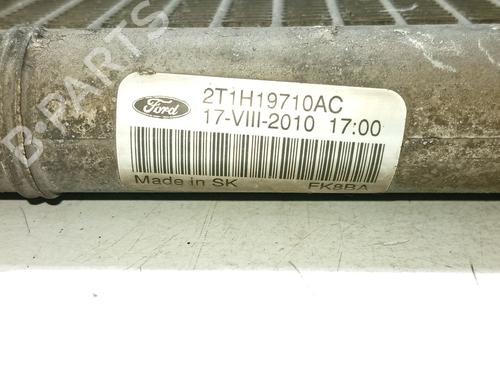 B-PARTS
Ford
2T1H19710AC
17-VIII-2010 17:00
Made in SK FK8BA